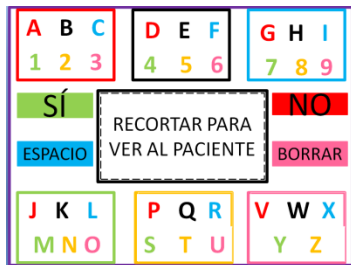 A B C
1 2 3
D E F
4 5 6
G H I
7 8 9
SÍ
NO
RECORTAR PARA
VER AL PACIENTE
ESPACIO
BORRAR
J K L
M N O
P Q R
S T U
V W X
Y Z